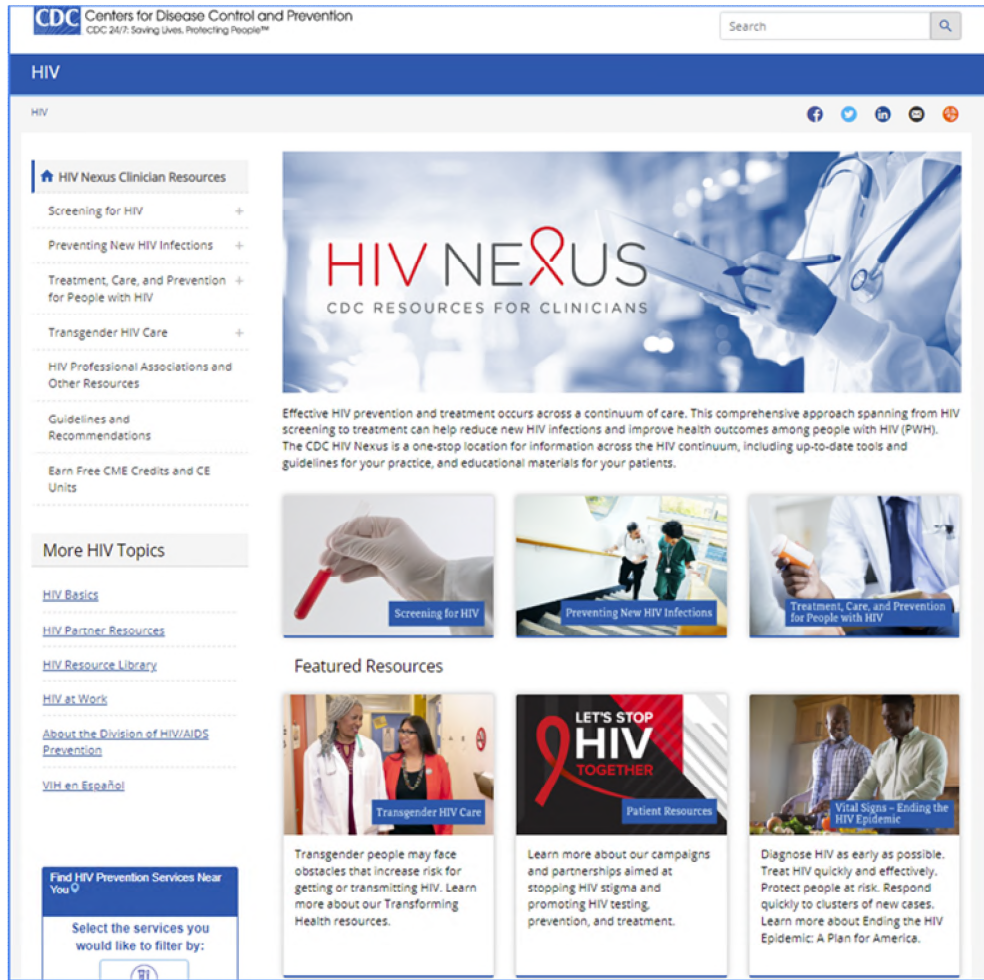 CDC Centers for Disease Control and Prevention
CDC 24/7: Saving Lives, Protecting People™
Search
HIV
HIV
HIV Nexus Clinician Resources
Screening for HIV
Preventing New HIV Infections
Treatment, Care, and Prevention
for People with HIV
Transgender HIV Care
HIV Professional Associations and
Other Resources
Guidelines and
Recommendations
Earn Free CME Credits and CE
Units
More HIV Topics
HIV Basics
HIV Partner Resources
HIV Resource Library
HIV at Work
About the Division of HIV/AIDS
Prevention
VIH en Español
Find HIV Prevention Services Near
You
Select the services you
would like to filter by:
HIV NEXUS
CDC RESOURCES FOR CLINICIANS
Effective HIV prevention and treatment occurs across a continuum of care. This comprehensive approach spanning from HIV
screening to treatment can help reduce new HIV infections and improve health outcomes among people with HIV (PWH).
The CDC HIV Nexus is a one-stop location for information across the HIV continuum, including up-to-date tools and
guidelines for your practice, and educational materials for your patients.
Screening for HIV
Preventing New HIV Infections
Treatment, Care, and Prevention
for People with HIV
Featured Resources
Transgender HIV Care
Transgender people may face
obstacles that increase risk for
getting or transmitting HIV. Learn
more about our Transforming
Health resources.
LET'S STOP
HIV
TOGETHER
Patient Resources
Learn more about our campaigns
and partnerships aimed at
stopping HIV stigma and
promoting HIV testing,
prevention, and treatment.
Vital Signs – Ending the
HIV Epidemic
Diagnose HIV as early as possible.
Treat HIV quickly and effectively.
Protect people at risk. Respond
quickly to clusters of new cases.
Learn more about Ending the HIV
Epidemic: A Plan for America.